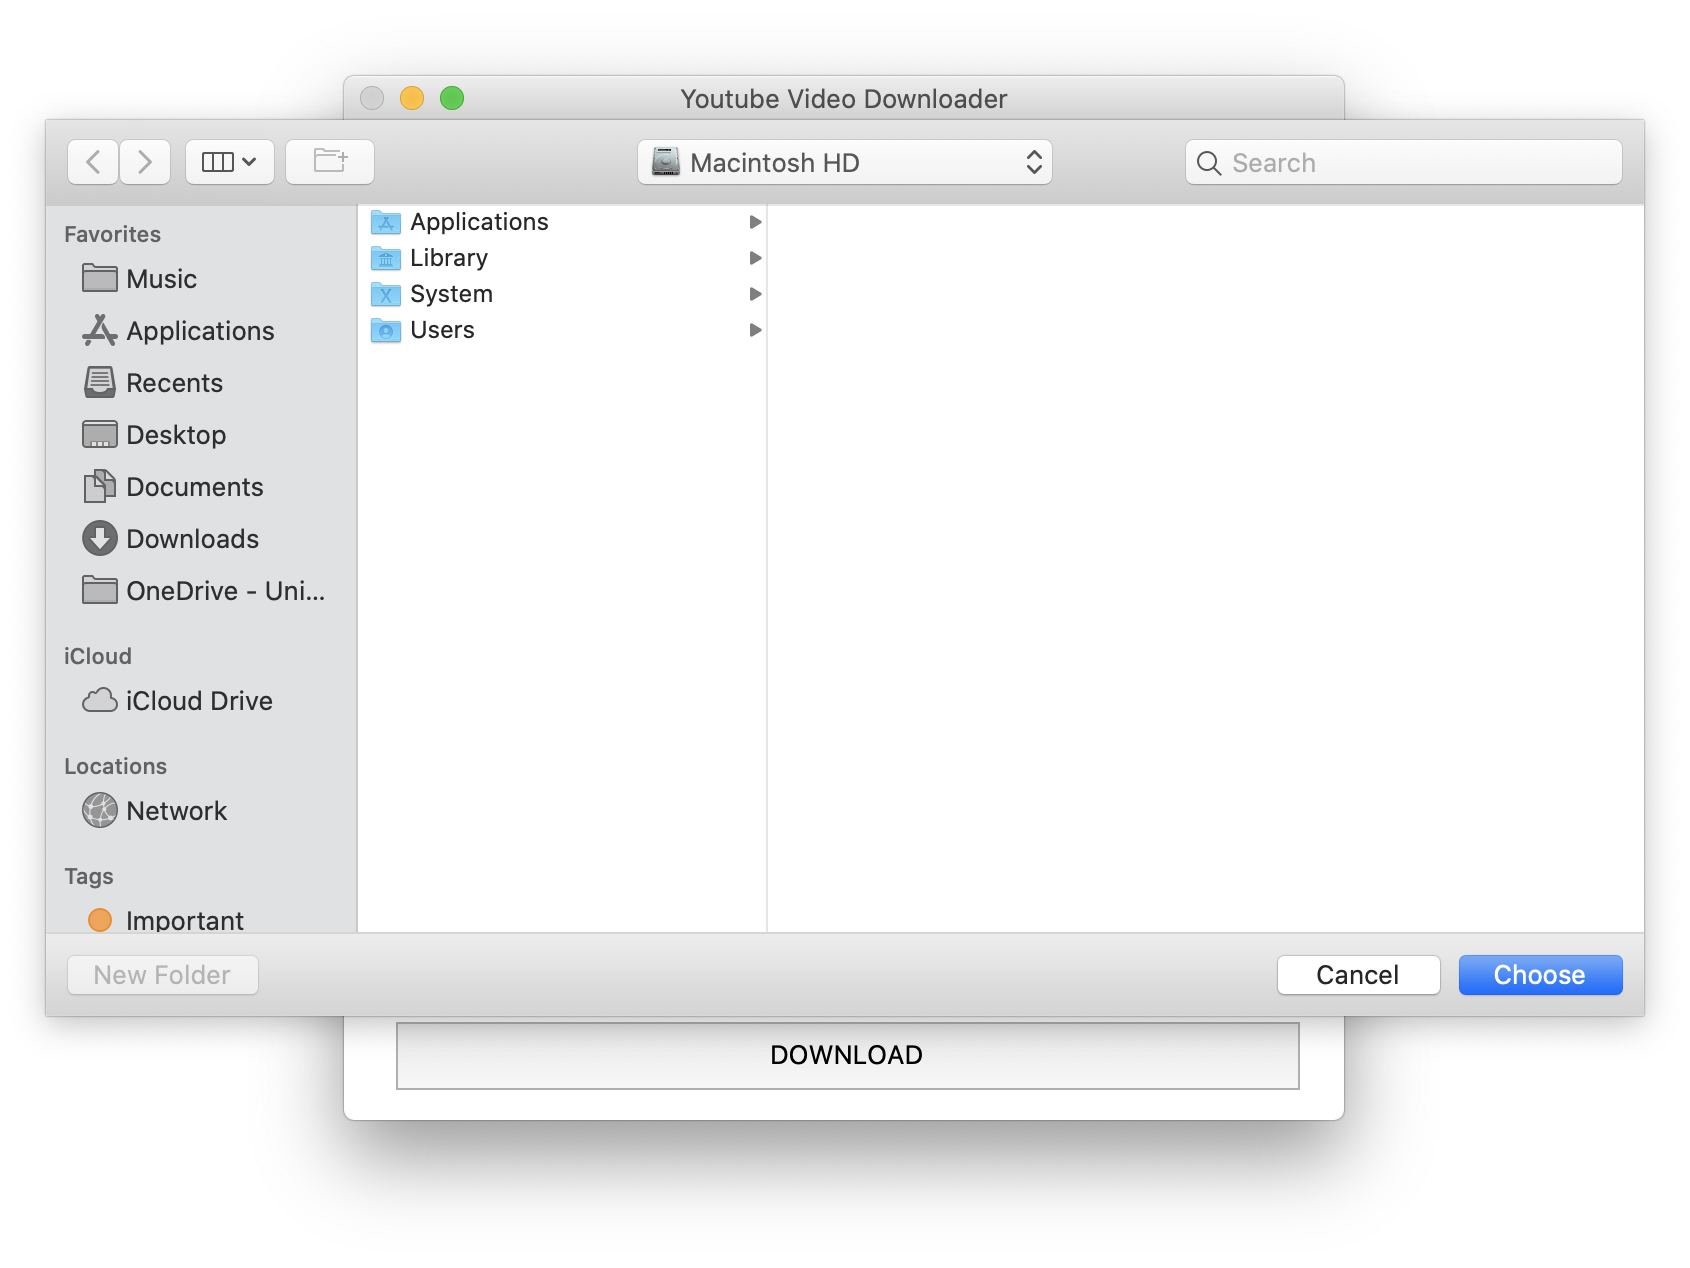 Youtube Video Downloader
Macintosh HD
Search
Favorites
Music
Applications
Recents
Desktop
Documents
Downloads
OneDrive - Uni...
iCloud
iCloud Drive
Locations
Network
Tags
Important
Applications
Library
System
Users
New Folder
Cancel
Choose
DOWNLOAD